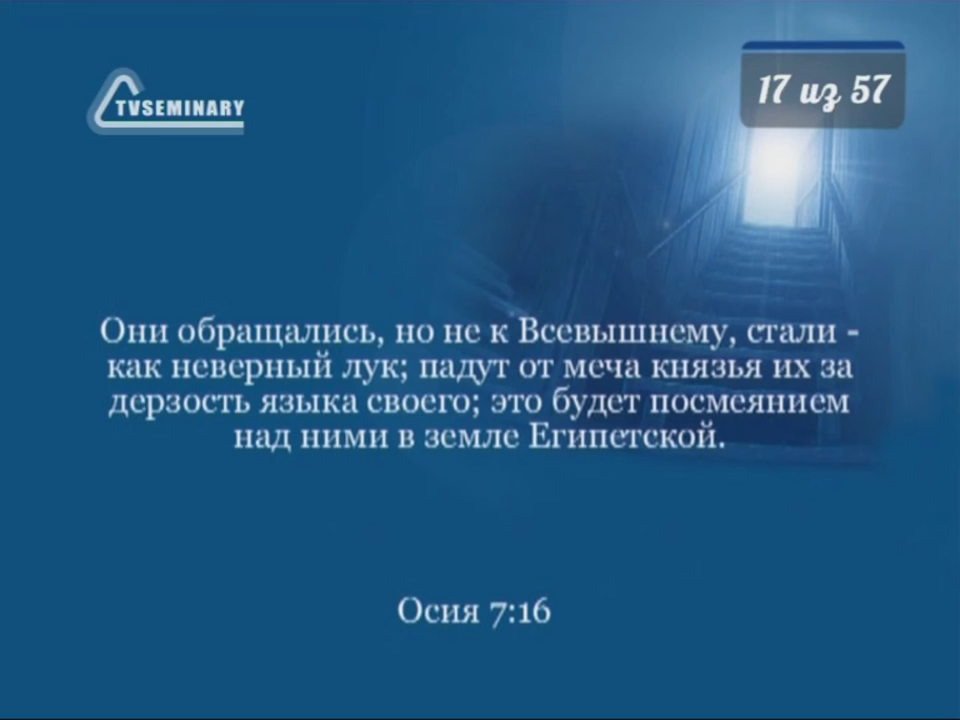 TVSEMINARY
17 из 57
Они обращались, но не к Всевышнему, стали -
как неверный лук; падут от меча князья их за
дерзость языка своего; это будет посмеянием
над ними в земле Египетской.
Осия 7:16